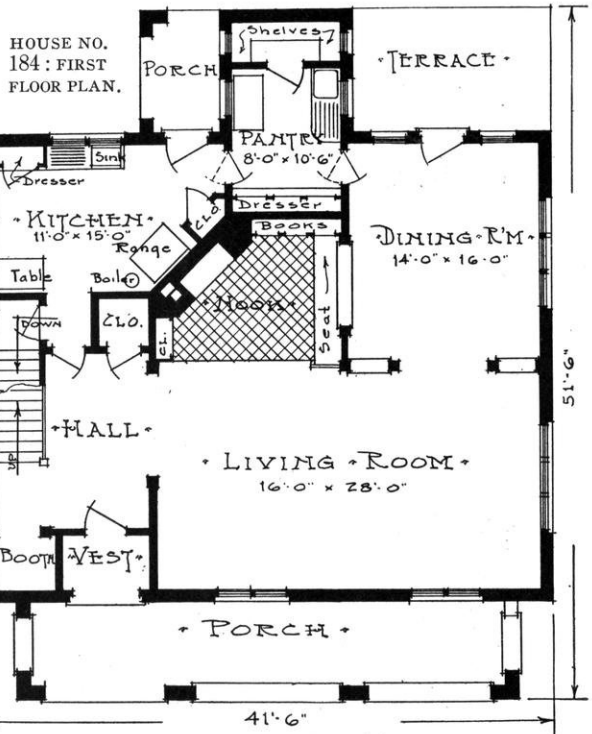 HOUSE NO.
184: FIRST
FLOOR PLAN.
PORCH
Shelves
TERRACE
PANTRY
8'-0" x 10'-6"
Sink
Dresser
Dresser
KITCHEN
11'-0" x 15'-0"
CLO.
BOOKS
DINING R'M
14'-0" x 16'-0"
Range
Table
Boiler
NOOK
Seat
DOWN
CLO.
CL.
HALL
UP
LIVING ROOM
16'-0" x 28'-0"
51'-6"
BOOTH
VEST
PORCH
41'-6"